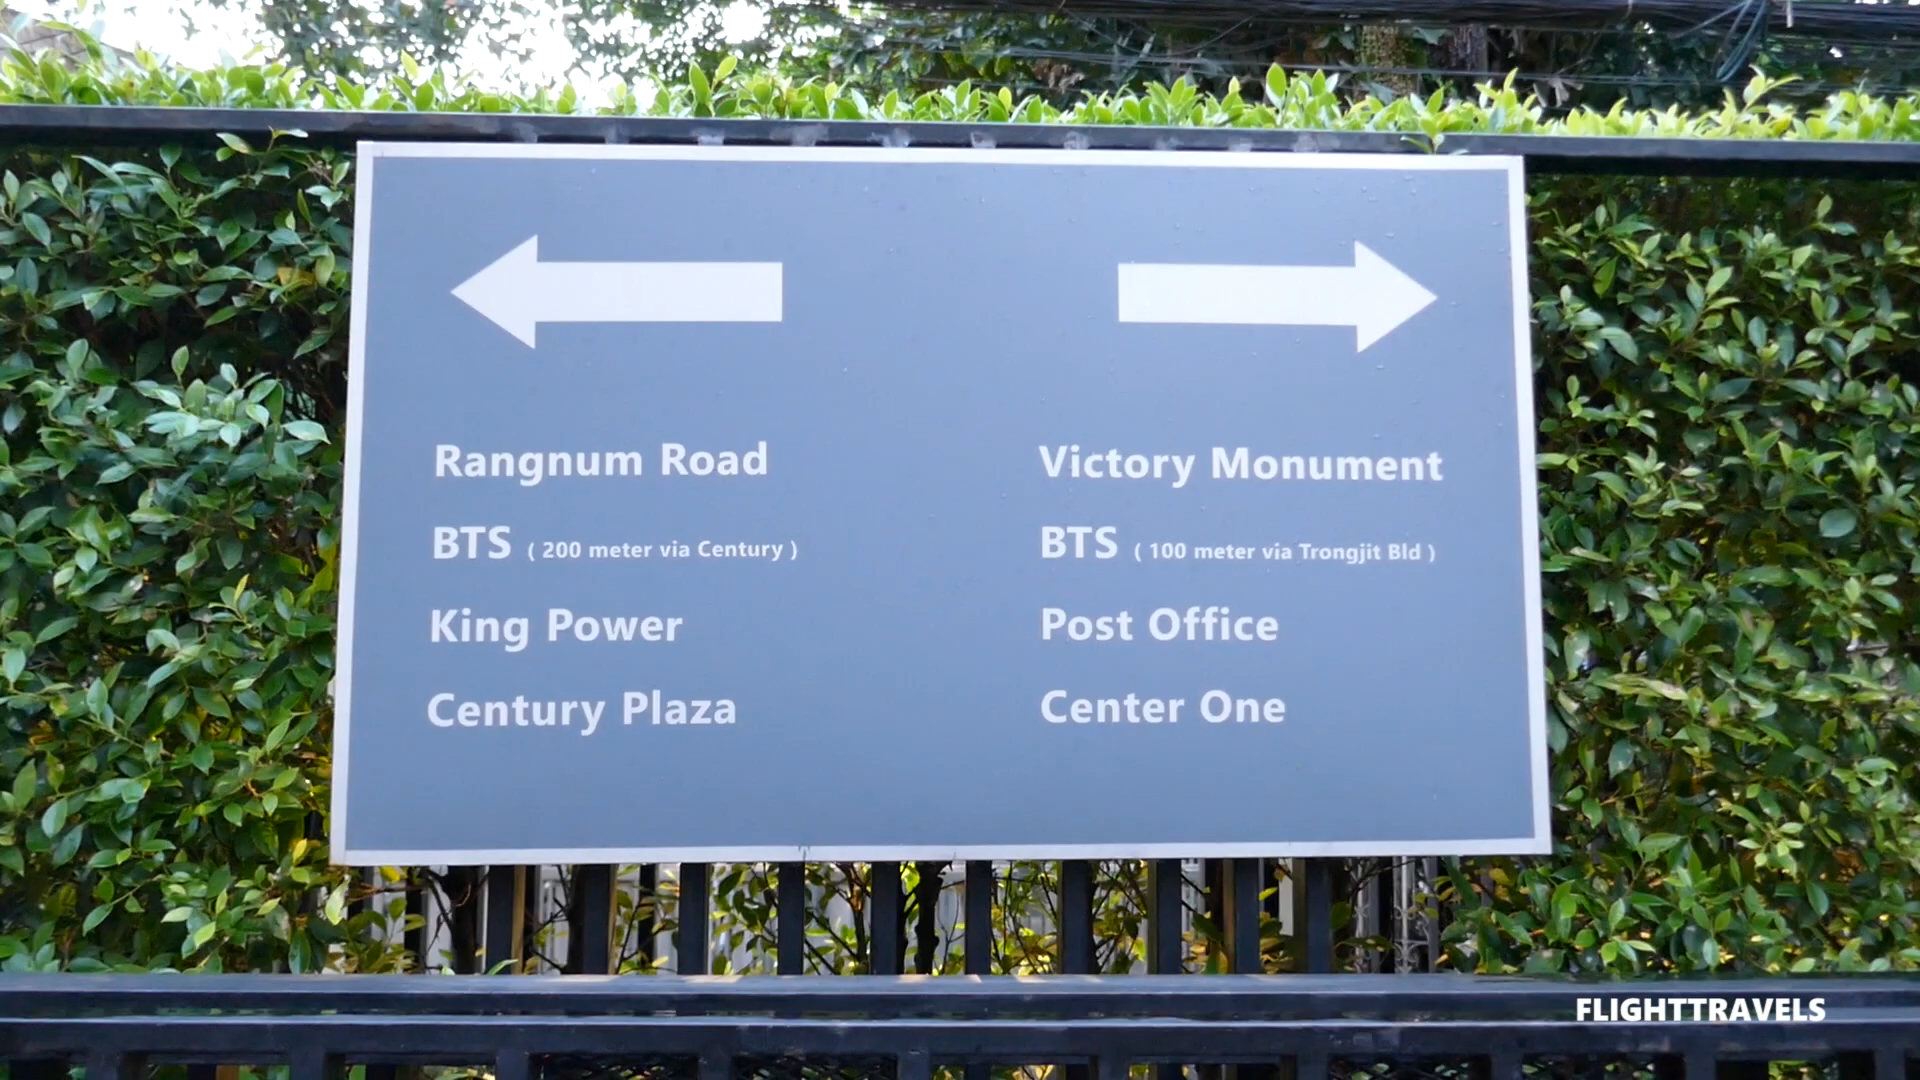 Rangnum Road
BTS ( 200 meter via Century )
King Power
Century Plaza
Victory Monument
BTS ( 100 meter via Trongjit Bld )
Post Office
Center One
FLIGHTTRAVELS